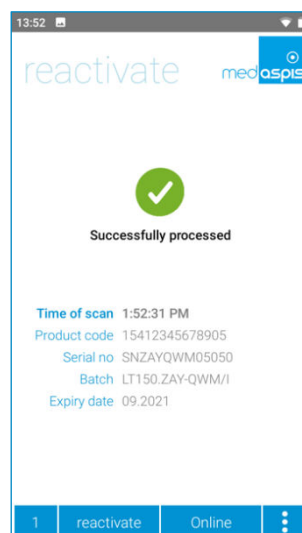 13:52
reactivate
medaspis
Successfully processed
Time of scan 1:52:31 PM
Product code 15412345678905
Serial no SNZAYQWM05050
Batch LT150.ZAY-QWM/I
Expiry date 09.2021
1 reactivate Online